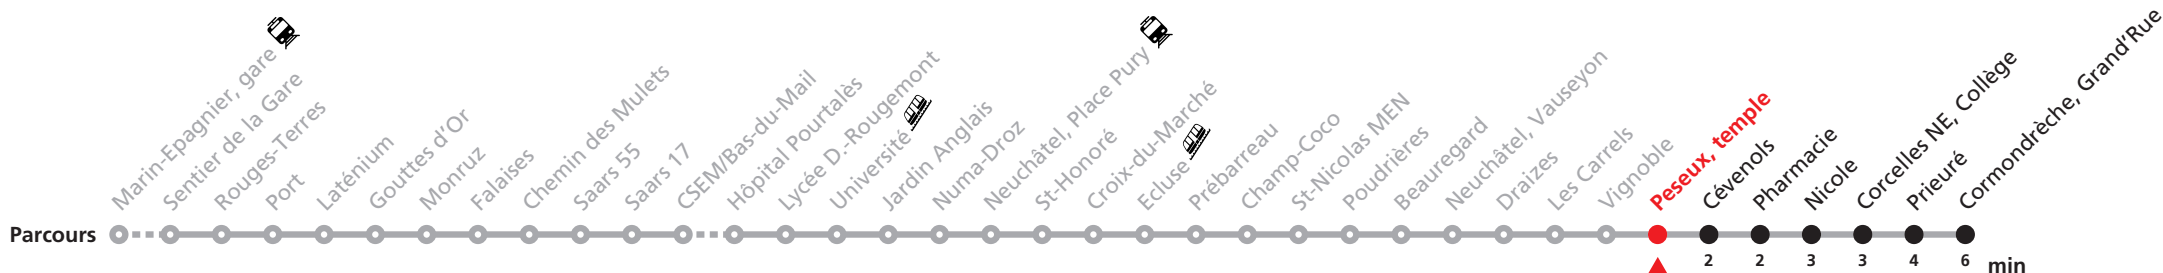 Parcours
Marin-Epagnier, gare
Sentier de la Gare
Rouges-Terres
Port
Laténium
Gouttes d'Or
Monruz
Falaises
Chemin des Mulets
Saars 55
Saars 17
CSEM/Bas-du-Mail
Hôpital Pourtalès
Lycée D.-Rougemont
Université
Jardin Anglais
Numa-Droz
Neuchâtel, Place Pury
St-Honoré
Croix-du-Marché
Ecluse
Prébarreau
Champ-Coco
St-Nicolas MEN
Poudrières
Beauregard
Neuchâtel, Vauseyon
Draizes
Les Carrels
Vignoble
Peseux, temple
Cévenols
Pharmacie
Nicole
Corcelles NE, Collège
Prieuré
Cormondrèche, Grand'Rue
2 2 3 3 4 6 min